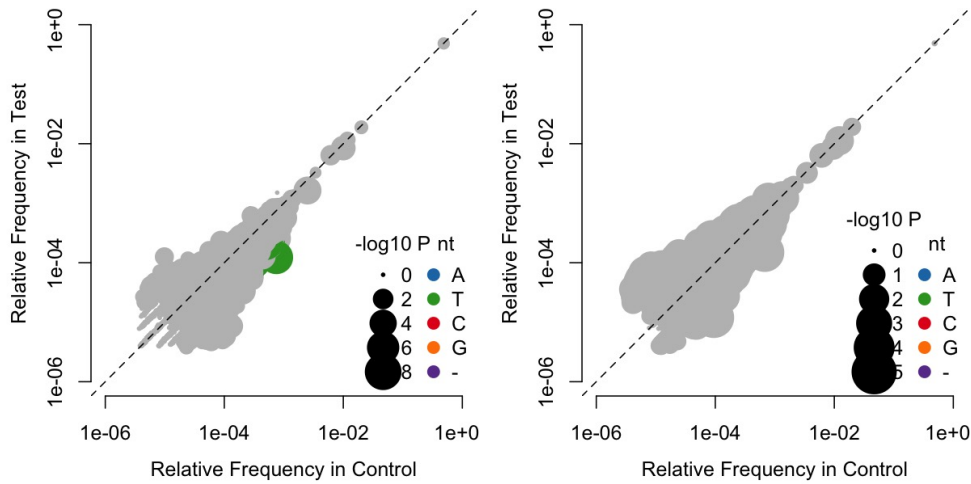 Relative Frequency in Test
1e+0
1e-02
1e-04
1e-06
-log10 P nt
0 A
2 T
4 C
6 G
8 -
1e-06 1e-04 1e-02 1e+0
Relative Frequency in Control
Relative Frequency in Test
1e+0
1e-02
1e-04
1e-06
-log10 P
nt
0
1 A
2 T
3 C
4 G
5 -
1e-06 1e-04 1e-02 1e+0
Relative Frequency in Control